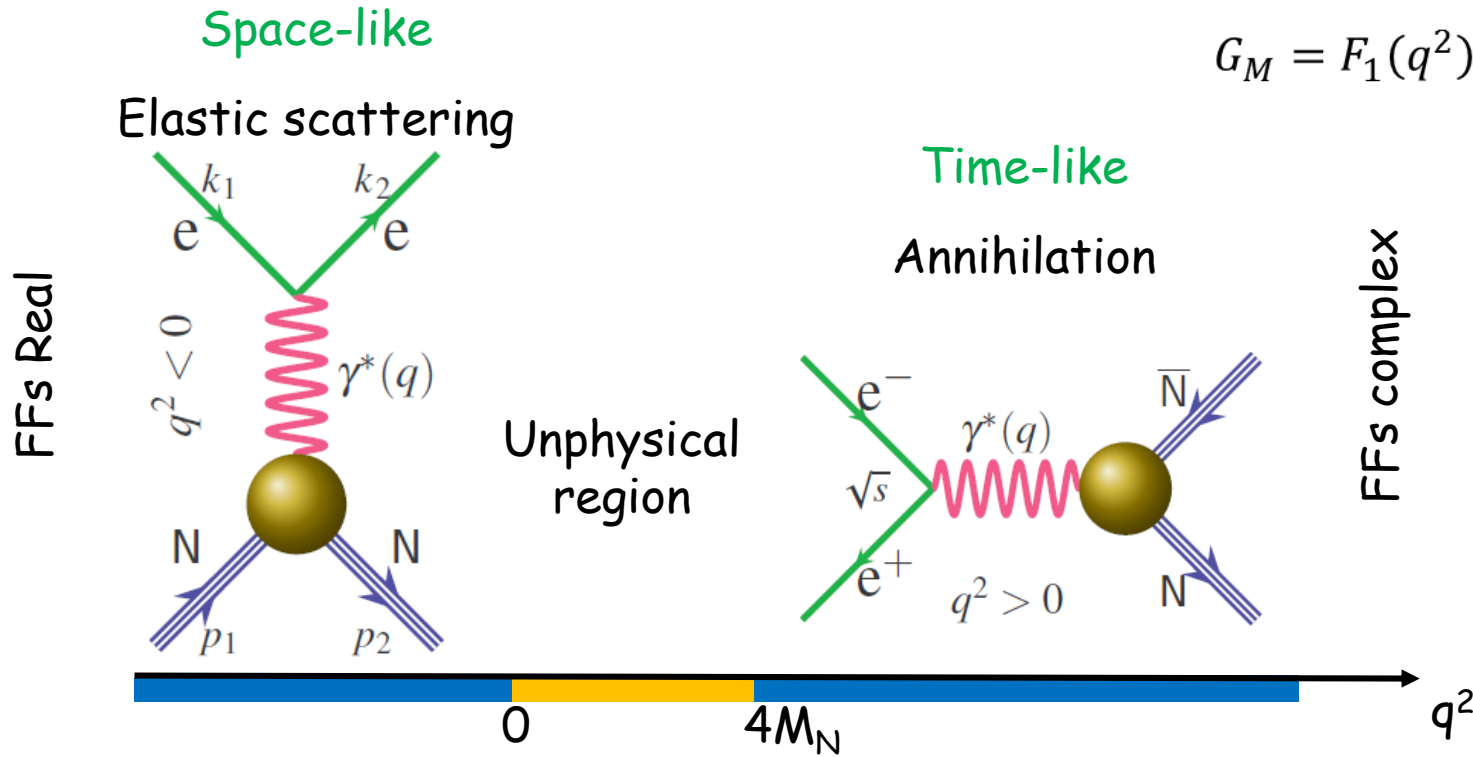 Space-like
G_M = F_1(q^2)
Elastic scattering
Time-like
k_1
k_2
e
e
Annihilation
FFs Real
q^2 < 0
γ*(q)
FFs complex
e^-
N̅
Unphysical
region
√s
γ*(q)
N
N
e^+
q^2 > 0
N
p_1
p_2
0
4M_N
q^2